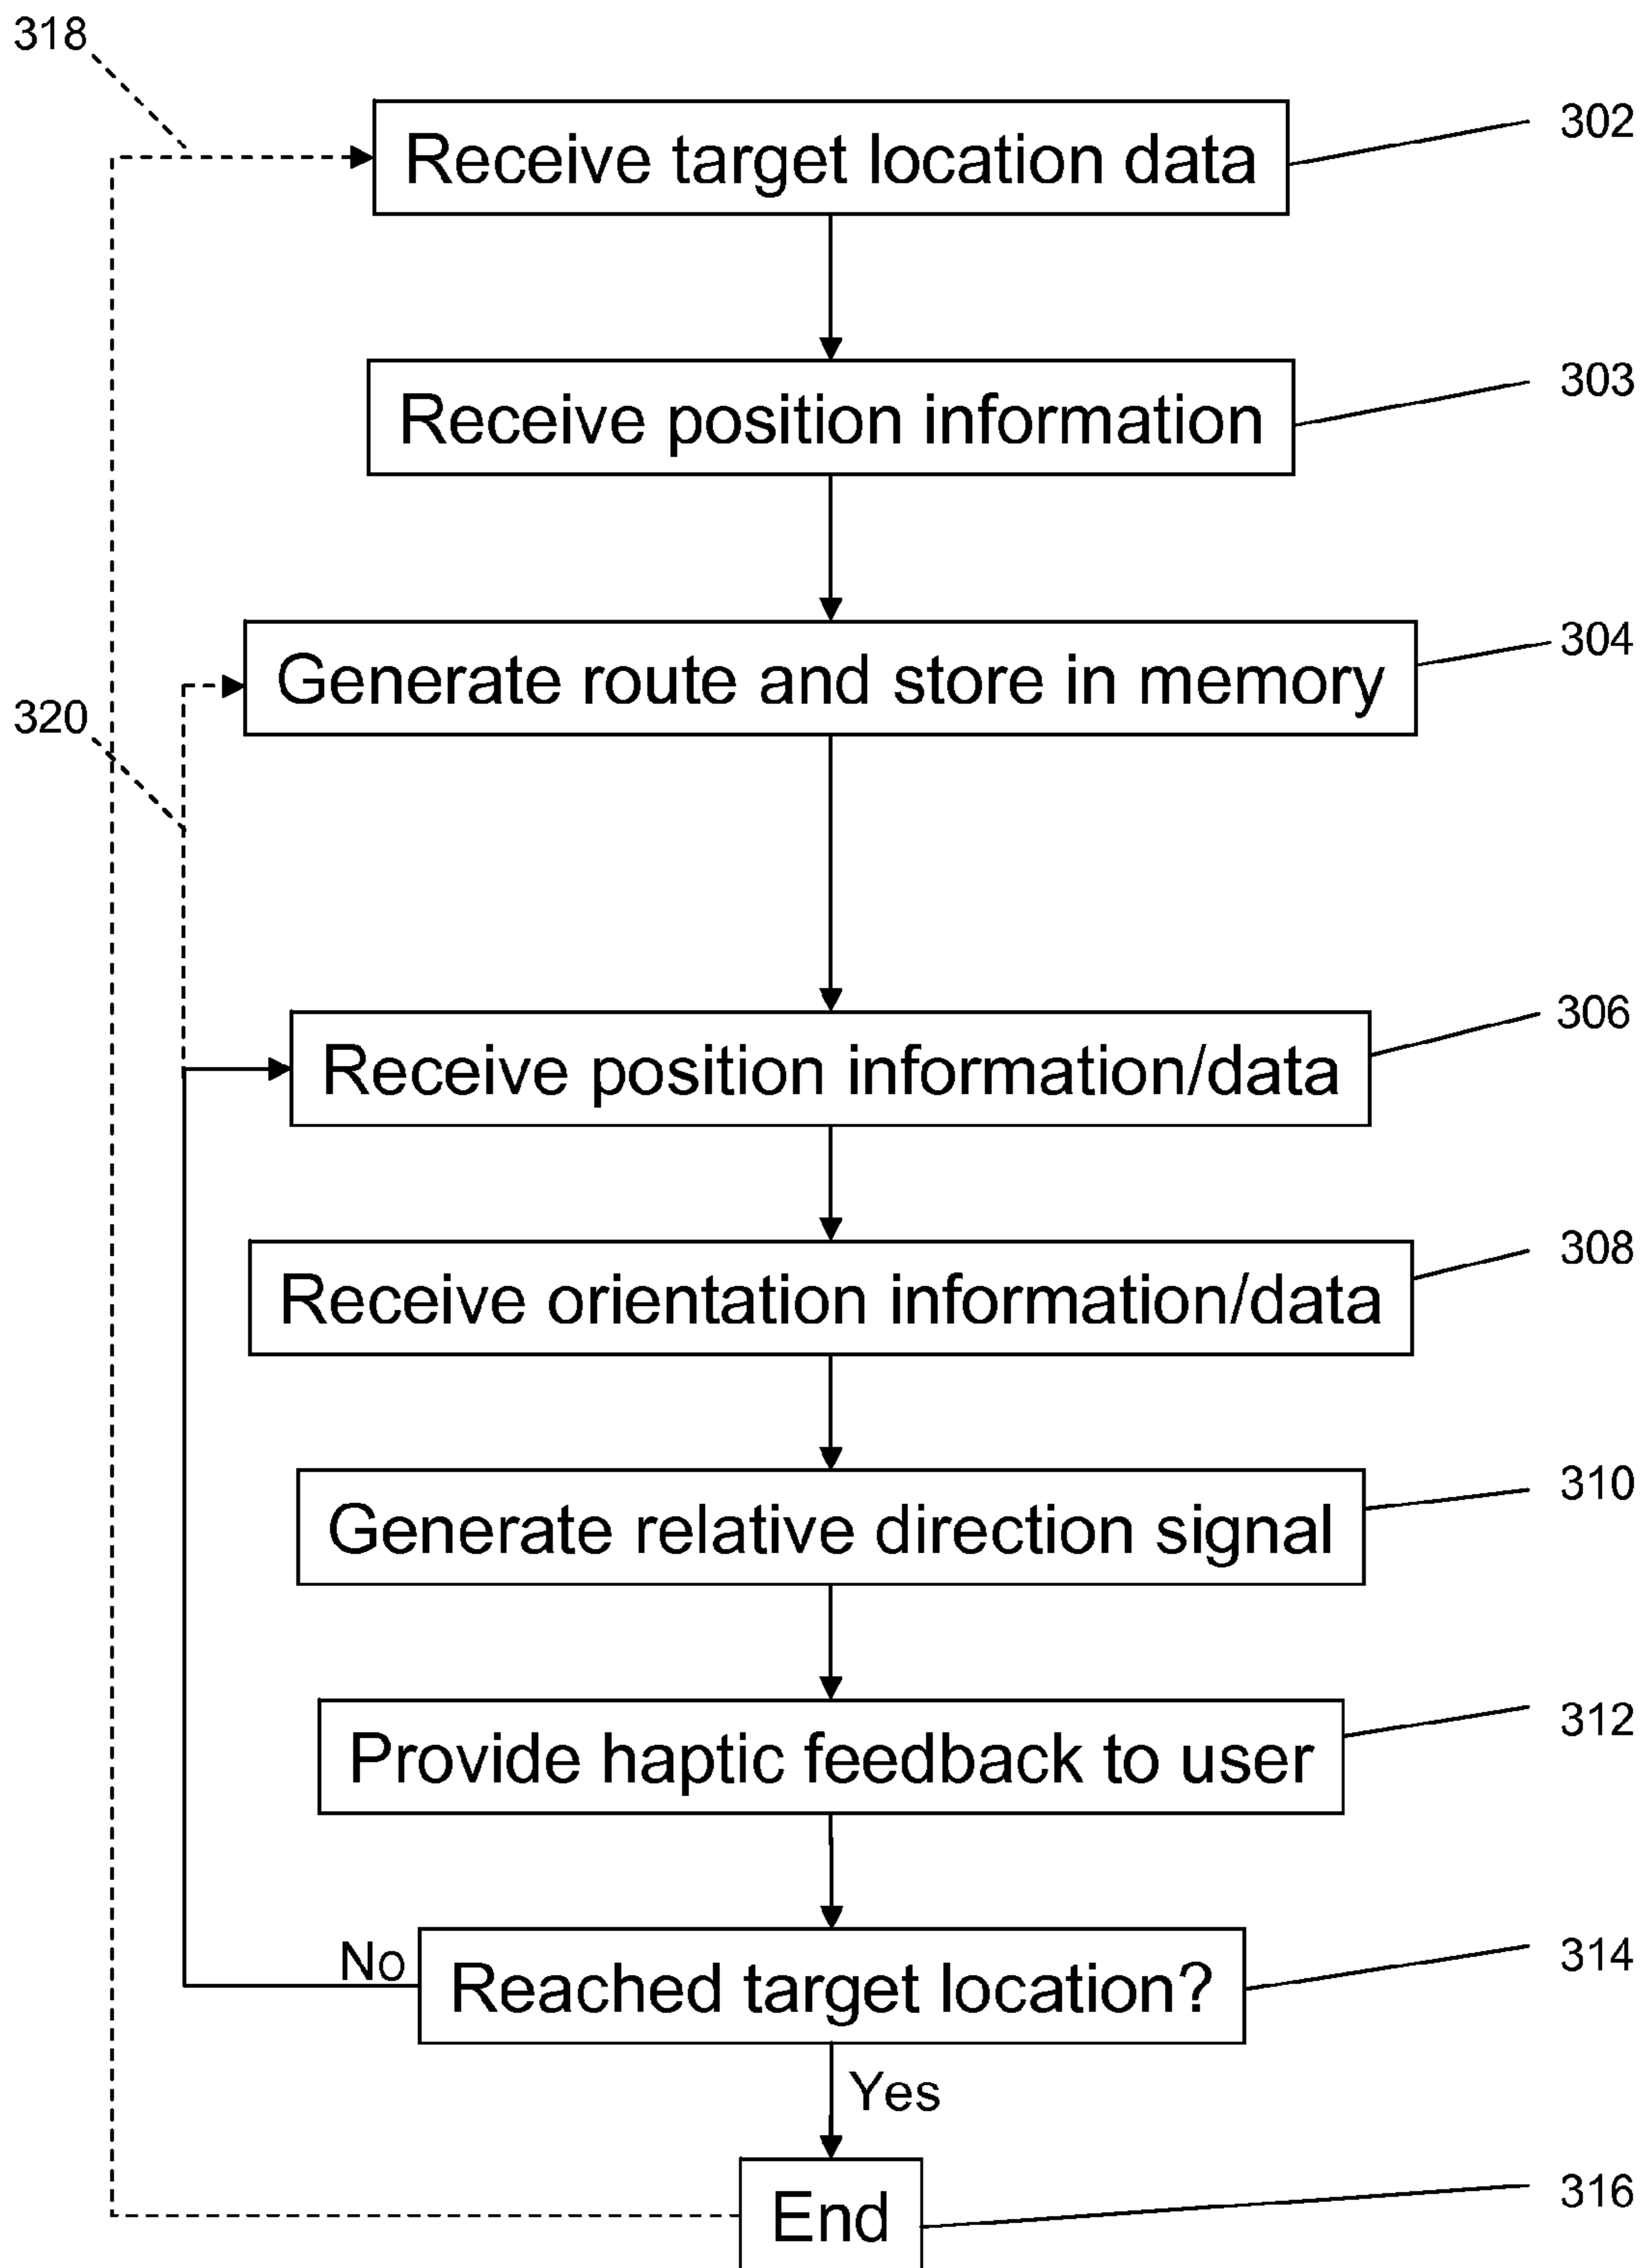 318
Receive target location data
302
Receive position information
303
Generate route and store in memory
304
320
Receive position information/data
306
Receive orientation information/data
308
Generate relative direction signal
310
Provide haptic feedback to user
312
No
Reached target location?
314
Yes
End
316